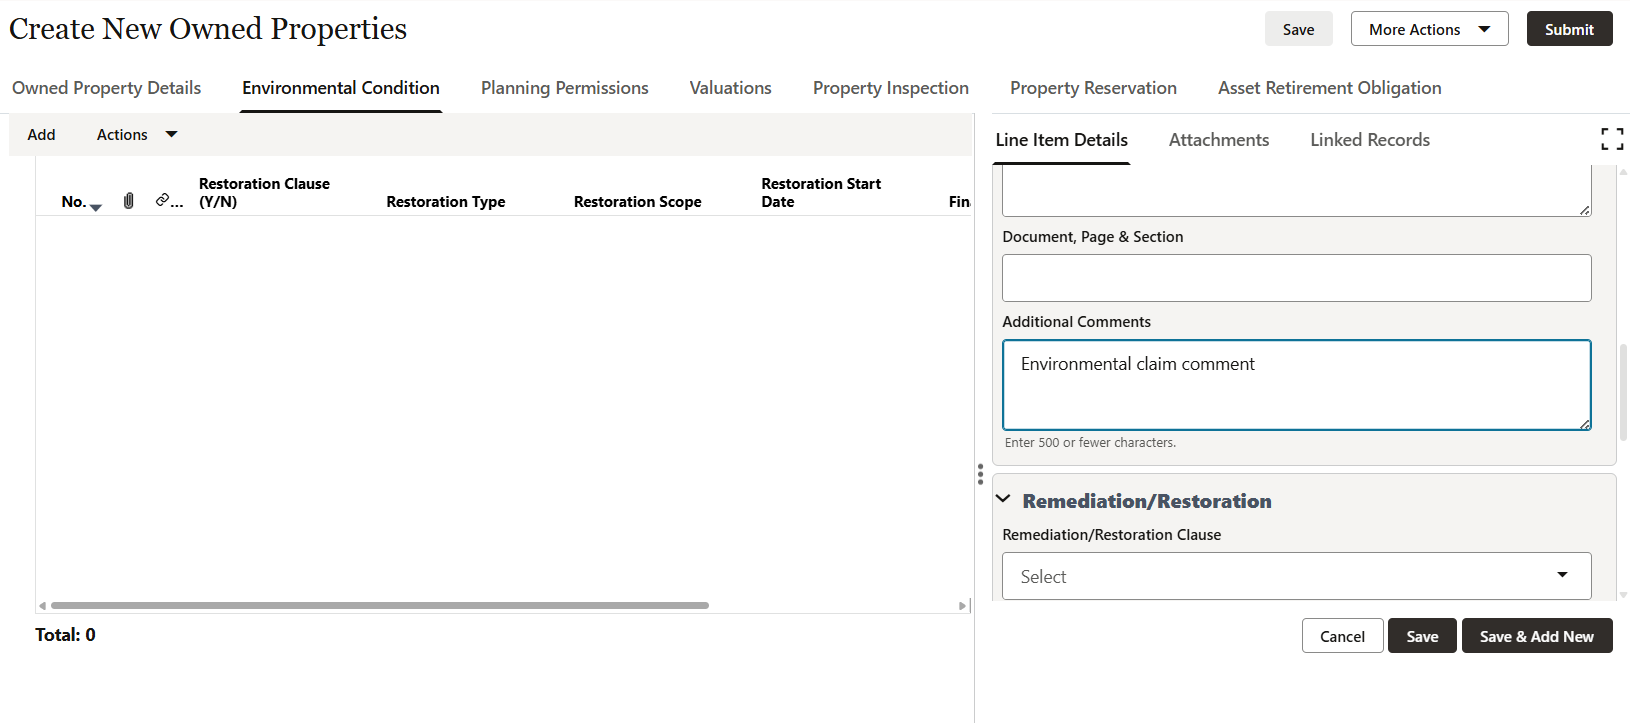 Create New Owned Properties
Save
More Actions
Submit
Owned Property Details
Environmental Condition
Planning Permissions
Valuations
Property Inspection
Property Reservation
Asset Retirement Obligation
Add
Actions
Line Item Details
Attachments
Linked Records
No.
...
Restoration Clause
(Y/N)
Restoration Type
Restoration Scope
Restoration Start
Date
Fin
Total: 0
Document, Page & Section
Additional Comments
Environmental claim comment
Enter 500 or fewer characters.
Remediation/Restoration
Remediation/Restoration Clause
Select
Cancel
Save
Save & Add New